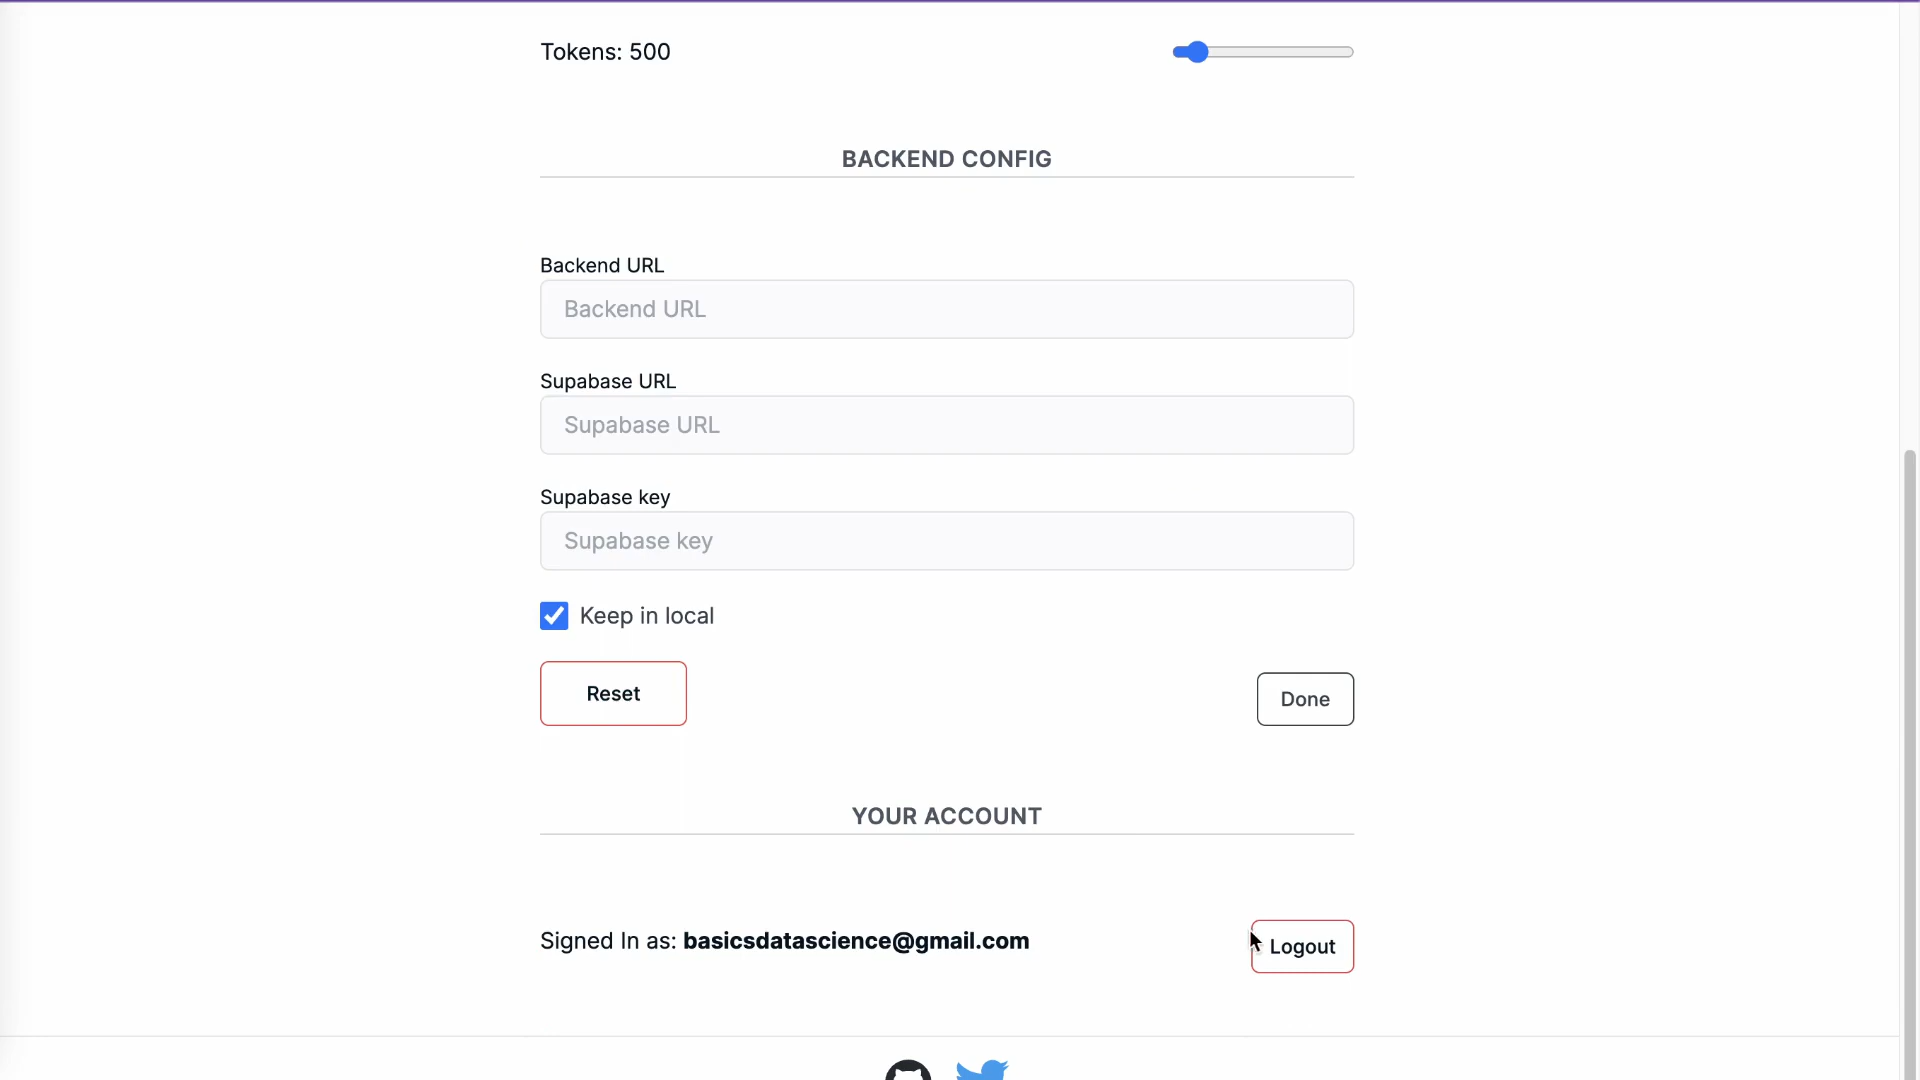 Tokens: 500
BACKEND CONFIG
Backend URL
Backend URL
Supabase URL
Supabase URL
Supabase key
Supabase key
Keep in local
Reset
Done
YOUR ACCOUNT
Signed In as: basicsdatascience@gmail.com
Logout